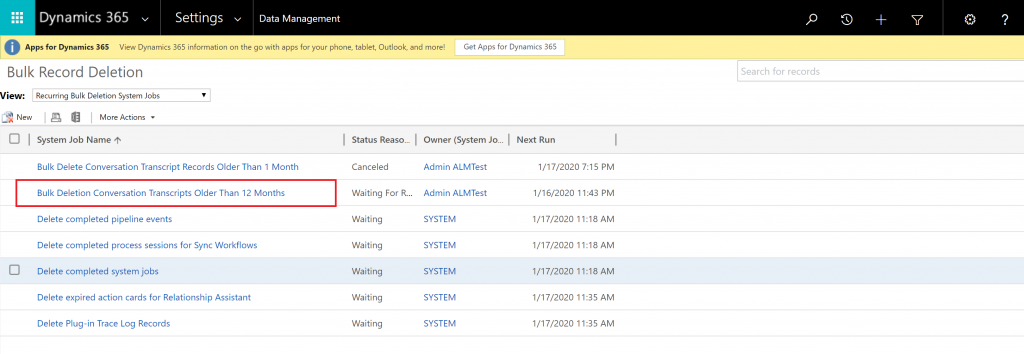 Dynamics 365 Settings Data Management
Apps for Dynamics 365 View Dynamics 365 information on the go with apps for your phone, tablet, Outlook, and more! Get Apps for Dynamics 365
Bulk Record Deletion
Search for records
View: Recurring Bulk Deletion System Jobs
New More Actions
System Job Name Status Reaso... Owner (System Jo... Next Run
Bulk Delete Conversation Transcript Records Older Than 1 Month Canceled Admin ALMTest 1/17/2020 7:15 PM
Bulk Deletion Conversation Transcripts Older Than 12 Months Waiting For R... Admin ALMTest 1/16/2020 11:43 PM
Delete completed pipeline events Waiting SYSTEM 1/17/2020 11:18 AM
Delete completed process sessions for Sync Workflows Waiting SYSTEM 1/17/2020 11:18 AM
Delete completed system jobs Waiting SYSTEM 1/17/2020 11:18 AM
Delete expired action cards for Relationship Assistant Waiting SYSTEM 1/17/2020 11:35 AM
Delete Plug-in Trace Log Records Waiting SYSTEM 1/17/2020 11:35 AM